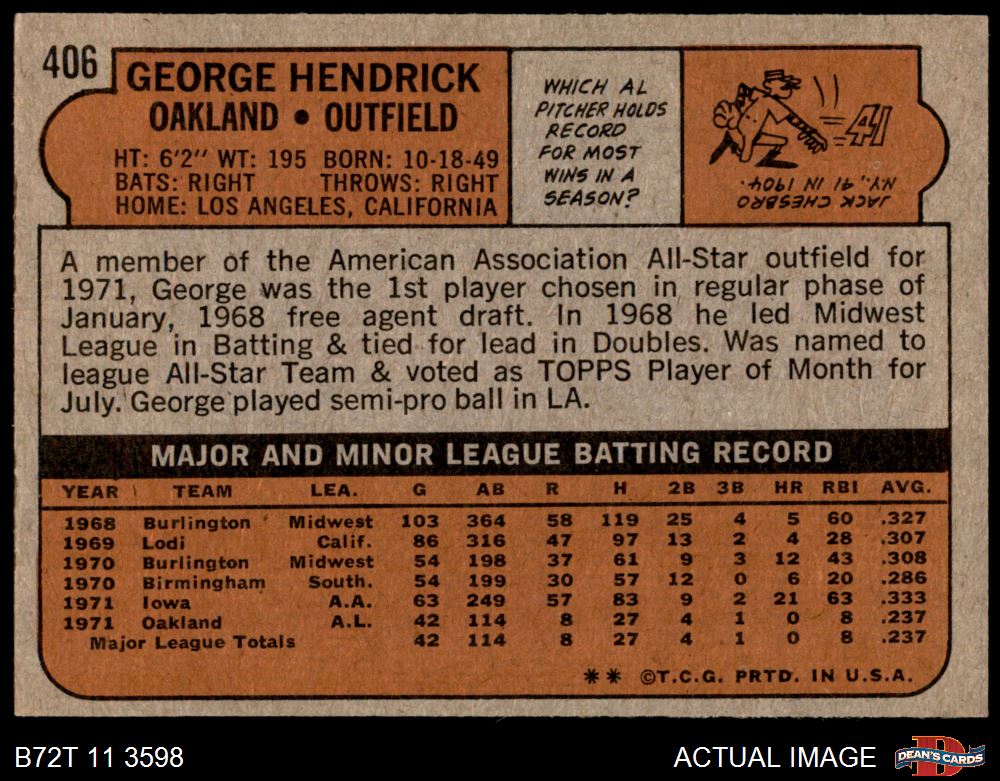 406
GEORGE HENDRICK
OAKLAND • OUTFIELD
HT: 6'2" WT: 195 BORN: 10-18-49
BATS: RIGHT THROWS: RIGHT
HOME: LOS ANGELES, CALIFORNIA
WHICH AL
PITCHER HOLDS
RECORD
FOR MOST
WINS IN A
SEASON?
41
JACK CHESBRO
N.Y., 41 IN 1904.
A member of the American Association All-Star outfield for
1971, George was the 1st player chosen in regular phase of
January, 1968 free agent draft. In 1968 he led Midwest
League in Batting & tied for lead in Doubles. Was named to
league All-Star Team & voted as TOPPS Player of Month for
July. George played semi-pro ball in LA.
MAJOR AND MINOR LEAGUE BATTING RECORD
YEAR TEAM LEA. G AB R H 2B 3B HR RBI AVG.
1968 Burlington Midwest 103 364 58 119 25 4 5 60 .327
1969 Lodi Calif. 86 316 47 97 13 2 4 28 .307
1970 Burlington Midwest 54 198 37 61 9 3 12 43 .308
1970 Birmingham South. 54 199 30 57 12 0 6 20 .286
1971 Iowa A.A. 63 249 57 83 9 2 21 63 .333
1971 Oakland A.L. 42 114 8 27 4 1 0 8 .237
Major League Totals 42 114 8 27 4 1 0 8 .237
** ©T.C.G. PRTD. IN U.S.A.
B72T 11 3598
ACTUAL IMAGE
D
DEAN'S CARDS